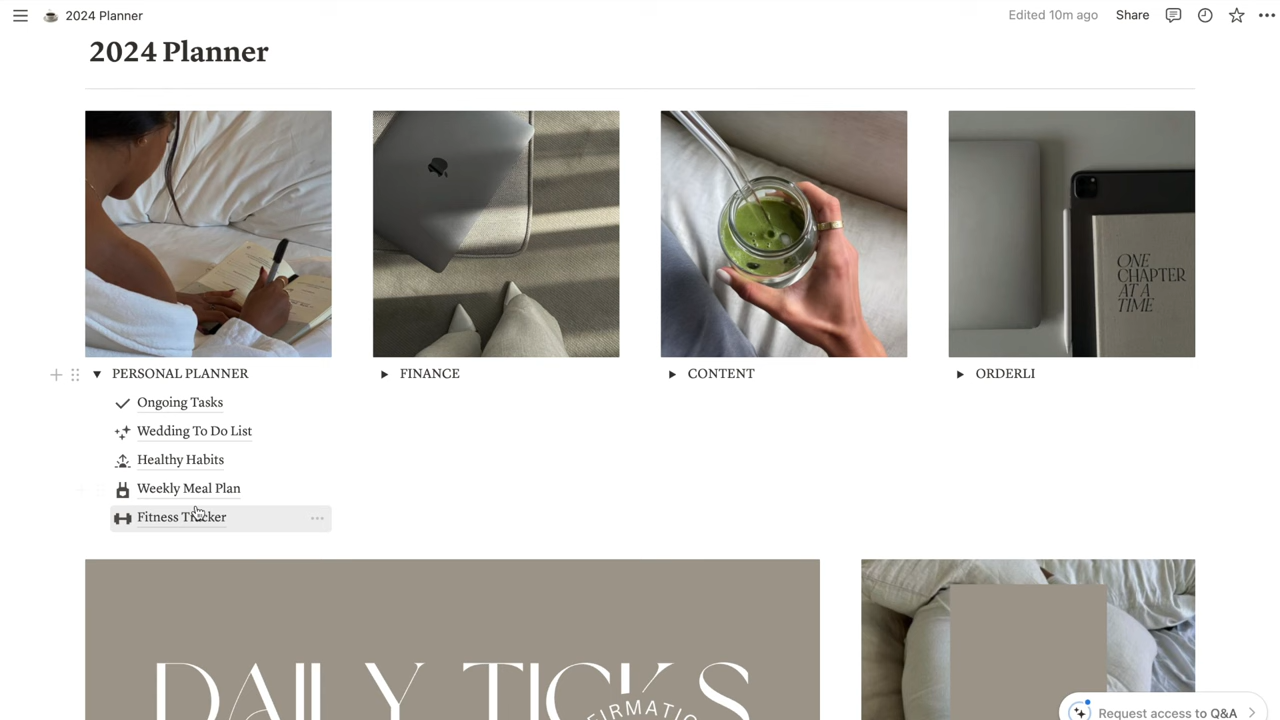 2024 Planner
Edited 10m ago
Share
2024 Planner
ONE
CHAPTER
AT A
TIME
PERSONAL PLANNER
FINANCE
CONTENT
ORDERLI
Ongoing Tasks
Wedding To Do List
Healthy Habits
Weekly Meal Plan
Fitness Tracker
DAILY TICKS
Request access to Q&A